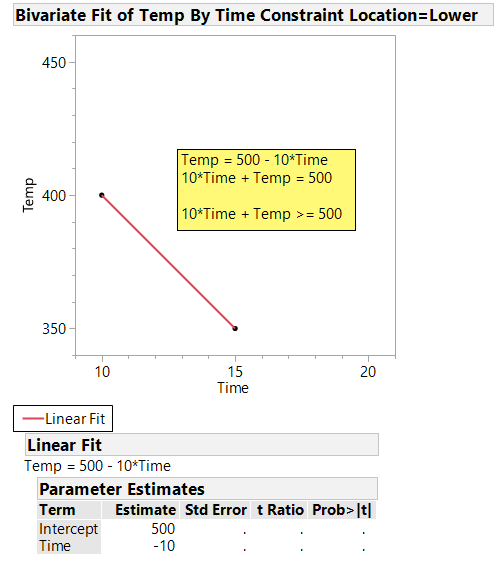 Bivariate Fit of Temp By Time Constraint Location=Lower
450
400
350
Temp
Temp = 500 - 10*Time
10*Time + Temp = 500
10*Time + Temp >= 500
10 15 20
Time
Linear Fit
Linear Fit
Temp = 500 - 10*Time
Parameter Estimates
Term Estimate Std Error t Ratio Prob>|t|
Intercept 500 . . .
Time -10 . . .